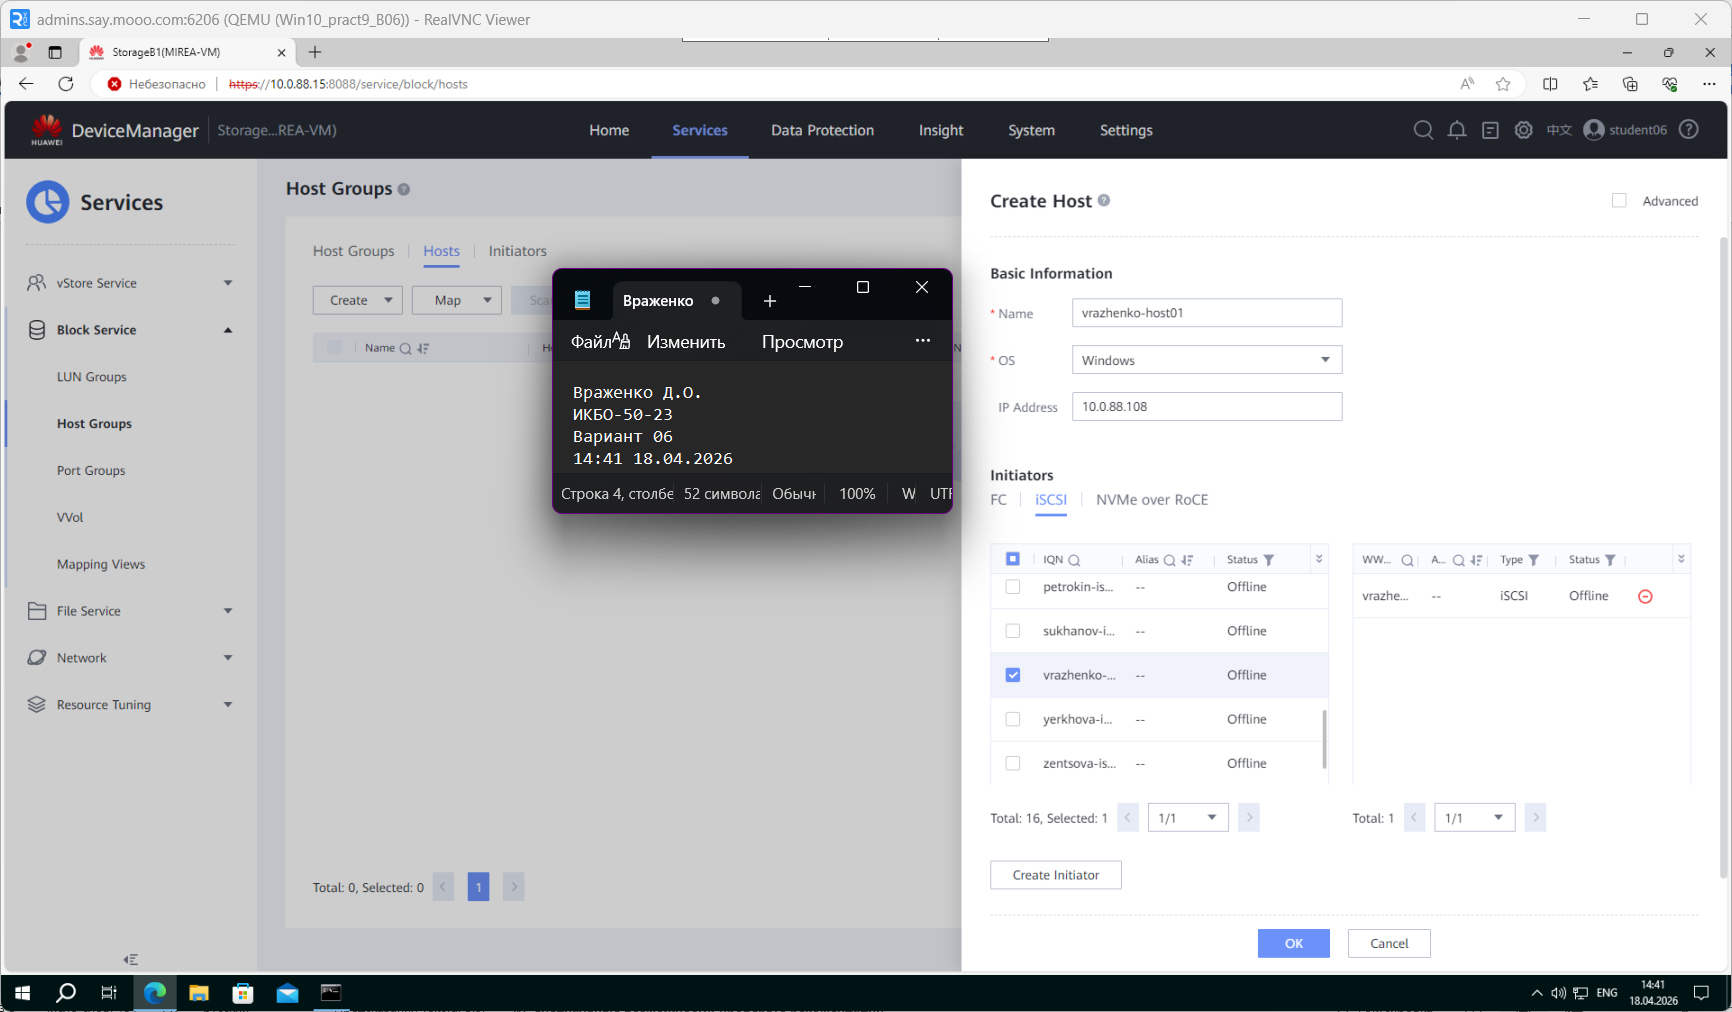 admins.say.mooo.com:6206 (QEMU (Win10_pract9_B06)) - RealVNC Viewer
StorageB1(MIREA-VM)
Небезопасно
https://10.0.88.15:8088/service/block/hosts
HUAWEI
DeviceManager
Storage...REA-VM)
Home
Services
Data Protection
Insight
System
Settings
中文
student06
Services
vStore Service
Block Service
LUN Groups
Host Groups
Port Groups
VVol
Mapping Views
File Service
Network
Resource Tuning
Host Groups
Host Groups
Hosts
Initiators
Create
Map
Name
Total: 0, Selected: 0
1
Враженко
Файл
Изменить
Просмотр
Враженко Д.О.
ИКБО-50-23
Вариант 06
14:41 18.04.2026
Строка 4, столбе
52 символа
Обычн
100%
W
UTF
Create Host
Advanced
Basic Information
* Name
vrazhenko-host01
* OS
Windows
IP Address
10.0.88.108
Initiators
FC
iSCSI
NVMe over RoCE
IQN
Alias
Status
petrokin-is...
--
Offline
sukhanov-i...
--
Offline
vrazhenko-...
--
Offline
yerkhova-i...
--
Offline
zentsova-is...
--
Offline
WW...
A...
Type
Status
vrazhe...
--
iSCSI
Offline
Total: 16, Selected: 1
1/1
Total: 1
1/1
Create Initiator
OK
Cancel
ENG
14:41
18.04.2026